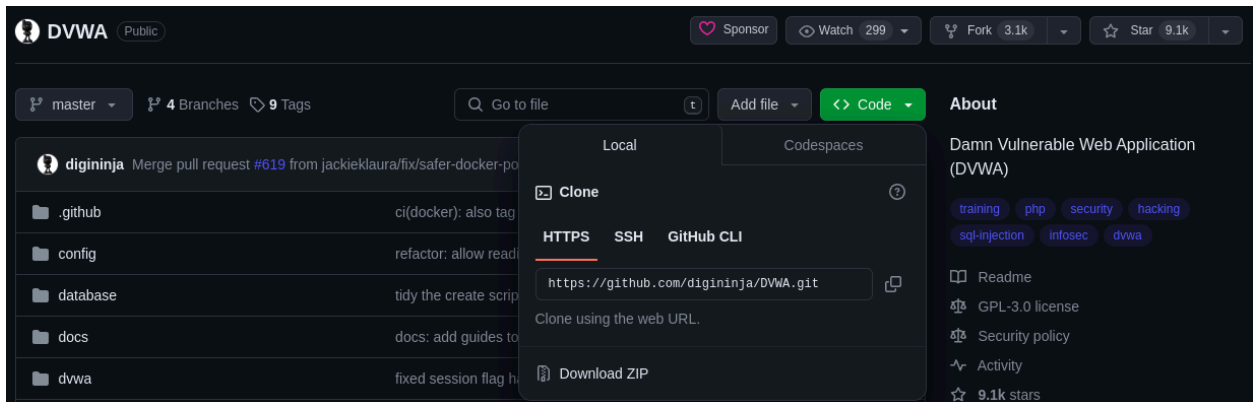 DVWA Public Sponsor Watch 299 Fork 3.1k Star 9.1k
master 4 Branches 9 Tags Go to file t Add file <> Code
About
Damn Vulnerable Web Application
(DVWA)
training php security hacking
sql-injection infosec dvwa
Readme
GPL-3.0 license
Security policy
Activity
9.1k stars
digininja Merge pull request #619 from jackieklaura/fix/safer-docker-po
.github ci(docker): also tag
config refactor: allow readi
database tidy the create scrip
docs docs: add guides to
dvwa fixed session flag ha
Local Codespaces
Clone
HTTPS SSH GitHub CLI
https://github.com/digininja/DVWA.git
Clone using the web URL.
Download ZIP